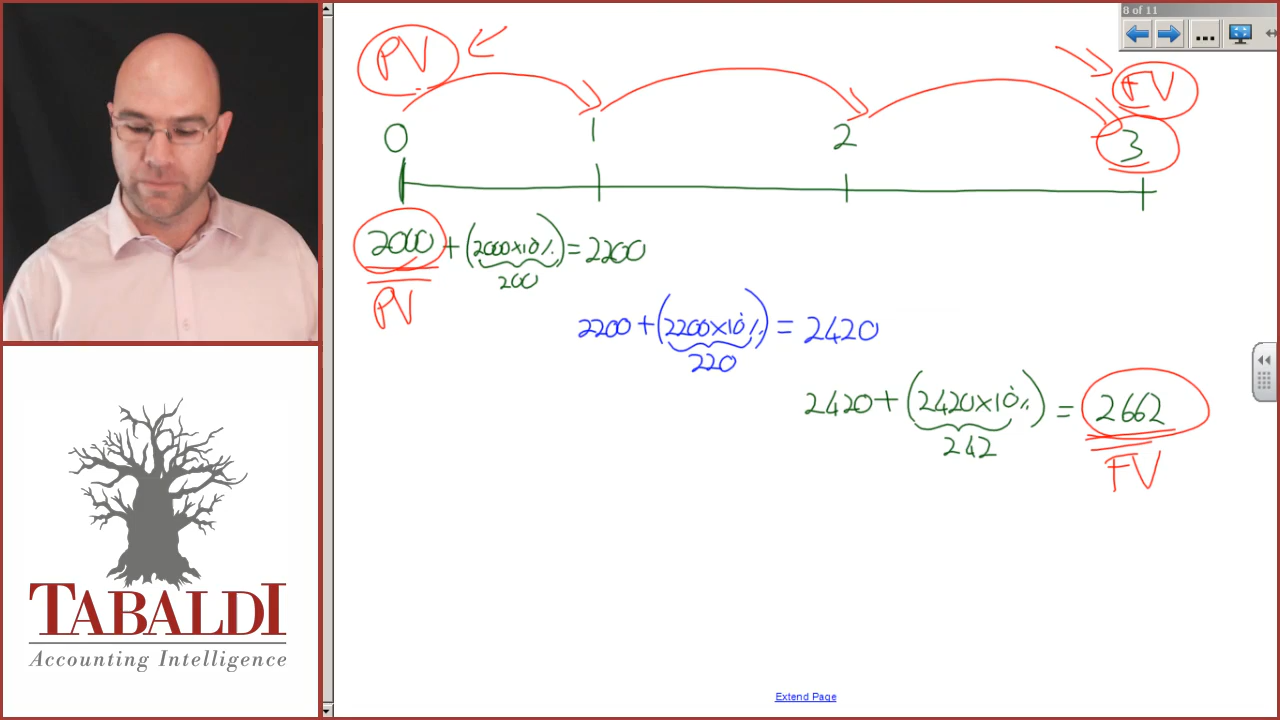 8 of 11
...
PV
FV
0 1 2 3
2000 + (2000×10%) = 2200
200
PV
2200 + (2200×10%) = 2420
220
2420 + (2420×10%) = 2662
242
FV
TABALDI
Accounting Intelligence
Extend Page